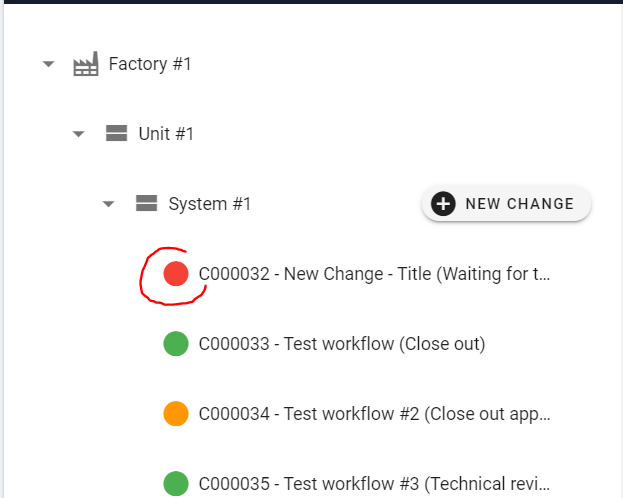 Factory #1
Unit #1
System #1
NEW CHANGE
C000032 - New Change - Title (Waiting for t...
C000033 - Test workflow (Close out)
C000034 - Test workflow #2 (Close out app...
C000035 - Test workflow #3 (Technical revi...